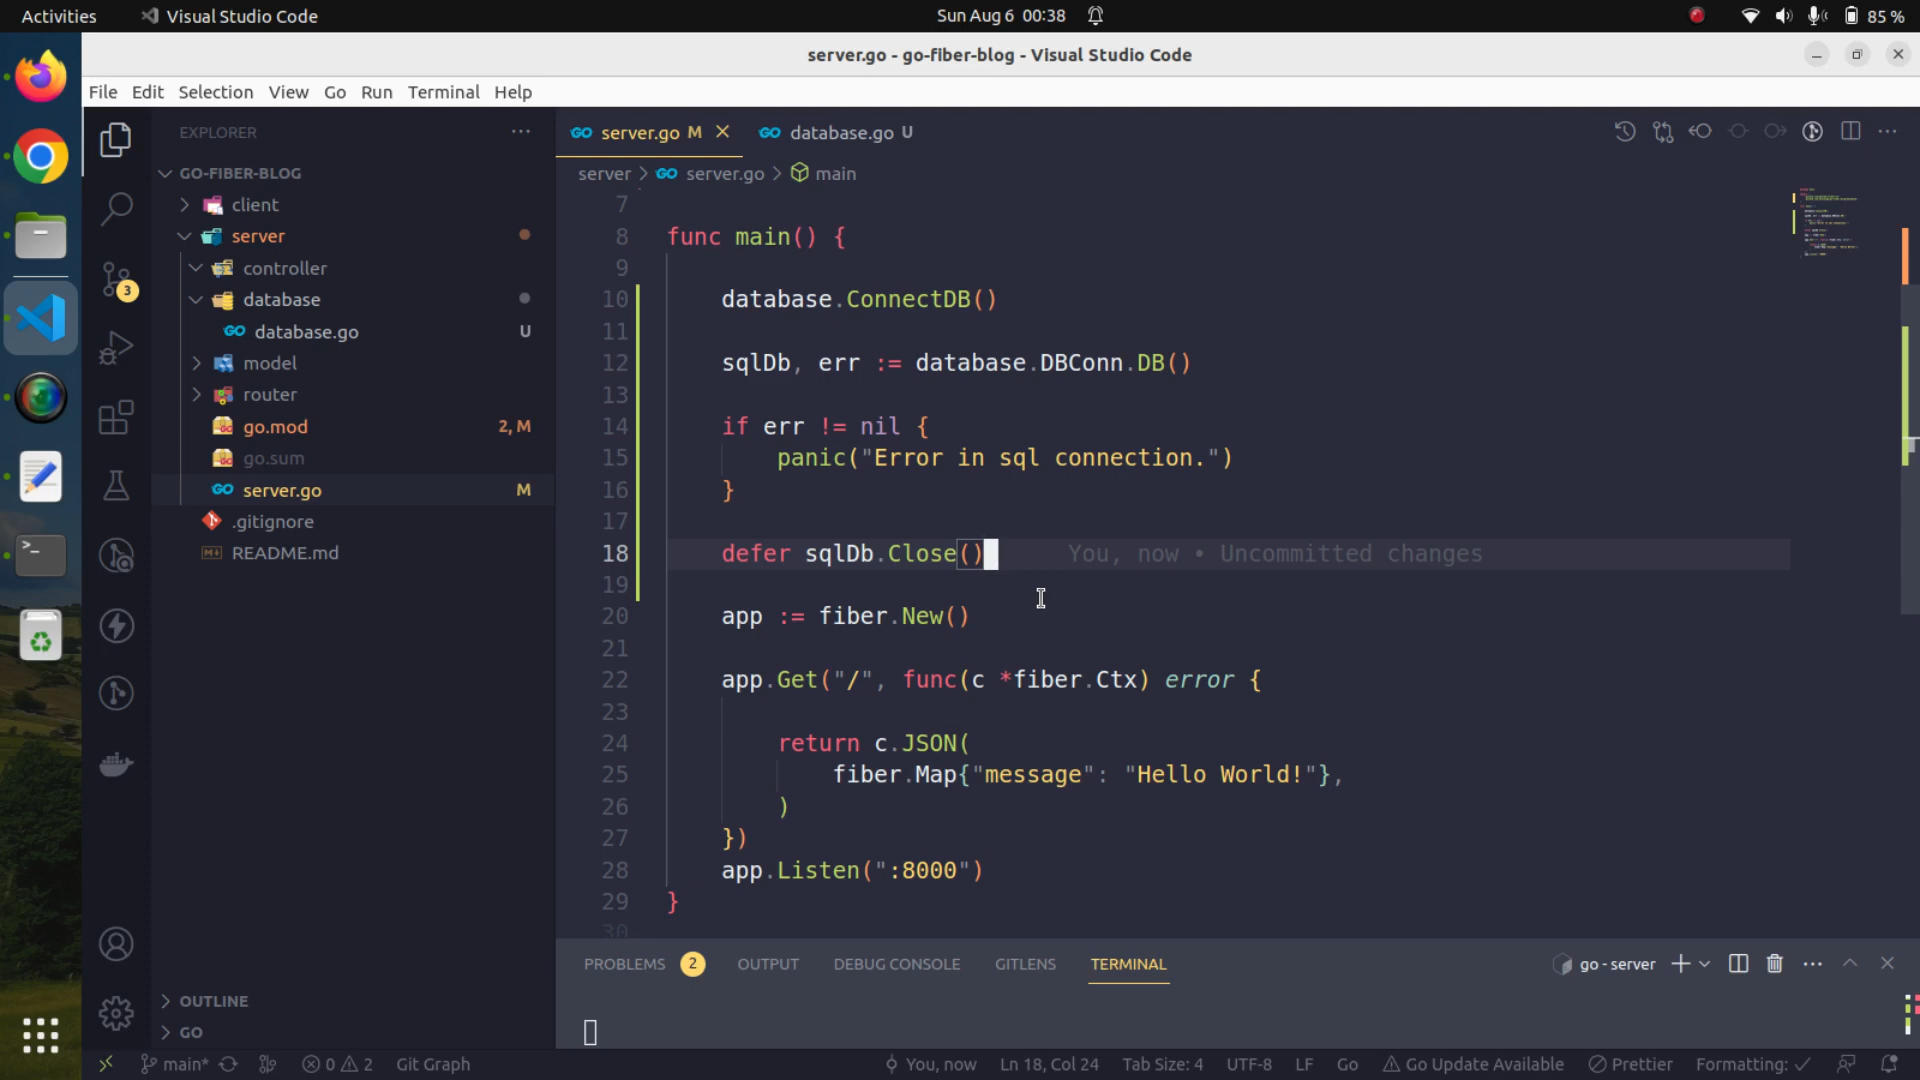 Activities
Visual Studio Code
Sun Aug 6 00:38
85 %
server.go - go-fiber-blog - Visual Studio Code
File Edit Selection View Go Run Terminal Help
EXPLORER
GO-FIBER-BLOG
client
server
controller
database
database.go U
model
router
go.mod 2, M
go.sum
server.go M
.gitignore
README.md
OUTLINE
GO
3
server.go M
database.go U
server > server.go > main
7
8 func main() {
9
10 database.ConnectDB()
11
12 sqlDb, err := database.DBConn.DB()
13
14 if err != nil {
15 panic("Error in sql connection.")
16 }
17
18 defer sqlDb.Close() You, now • Uncommitted changes
19
20 app := fiber.New()
21
22 app.Get("/", func(c *fiber.Ctx) error {
23
24 return c.JSON(
25 fiber.Map{"message": "Hello World!"},
26 )
27 })
28 app.Listen(":8000")
29 }
30
PROBLEMS 2 OUTPUT DEBUG CONSOLE GITLENS TERMINAL
go - server
main* 0 2 Git Graph
You, now Ln 18, Col 24 Tab Size: 4 UTF-8 LF Go Go Update Available Prettier Formatting: ✓